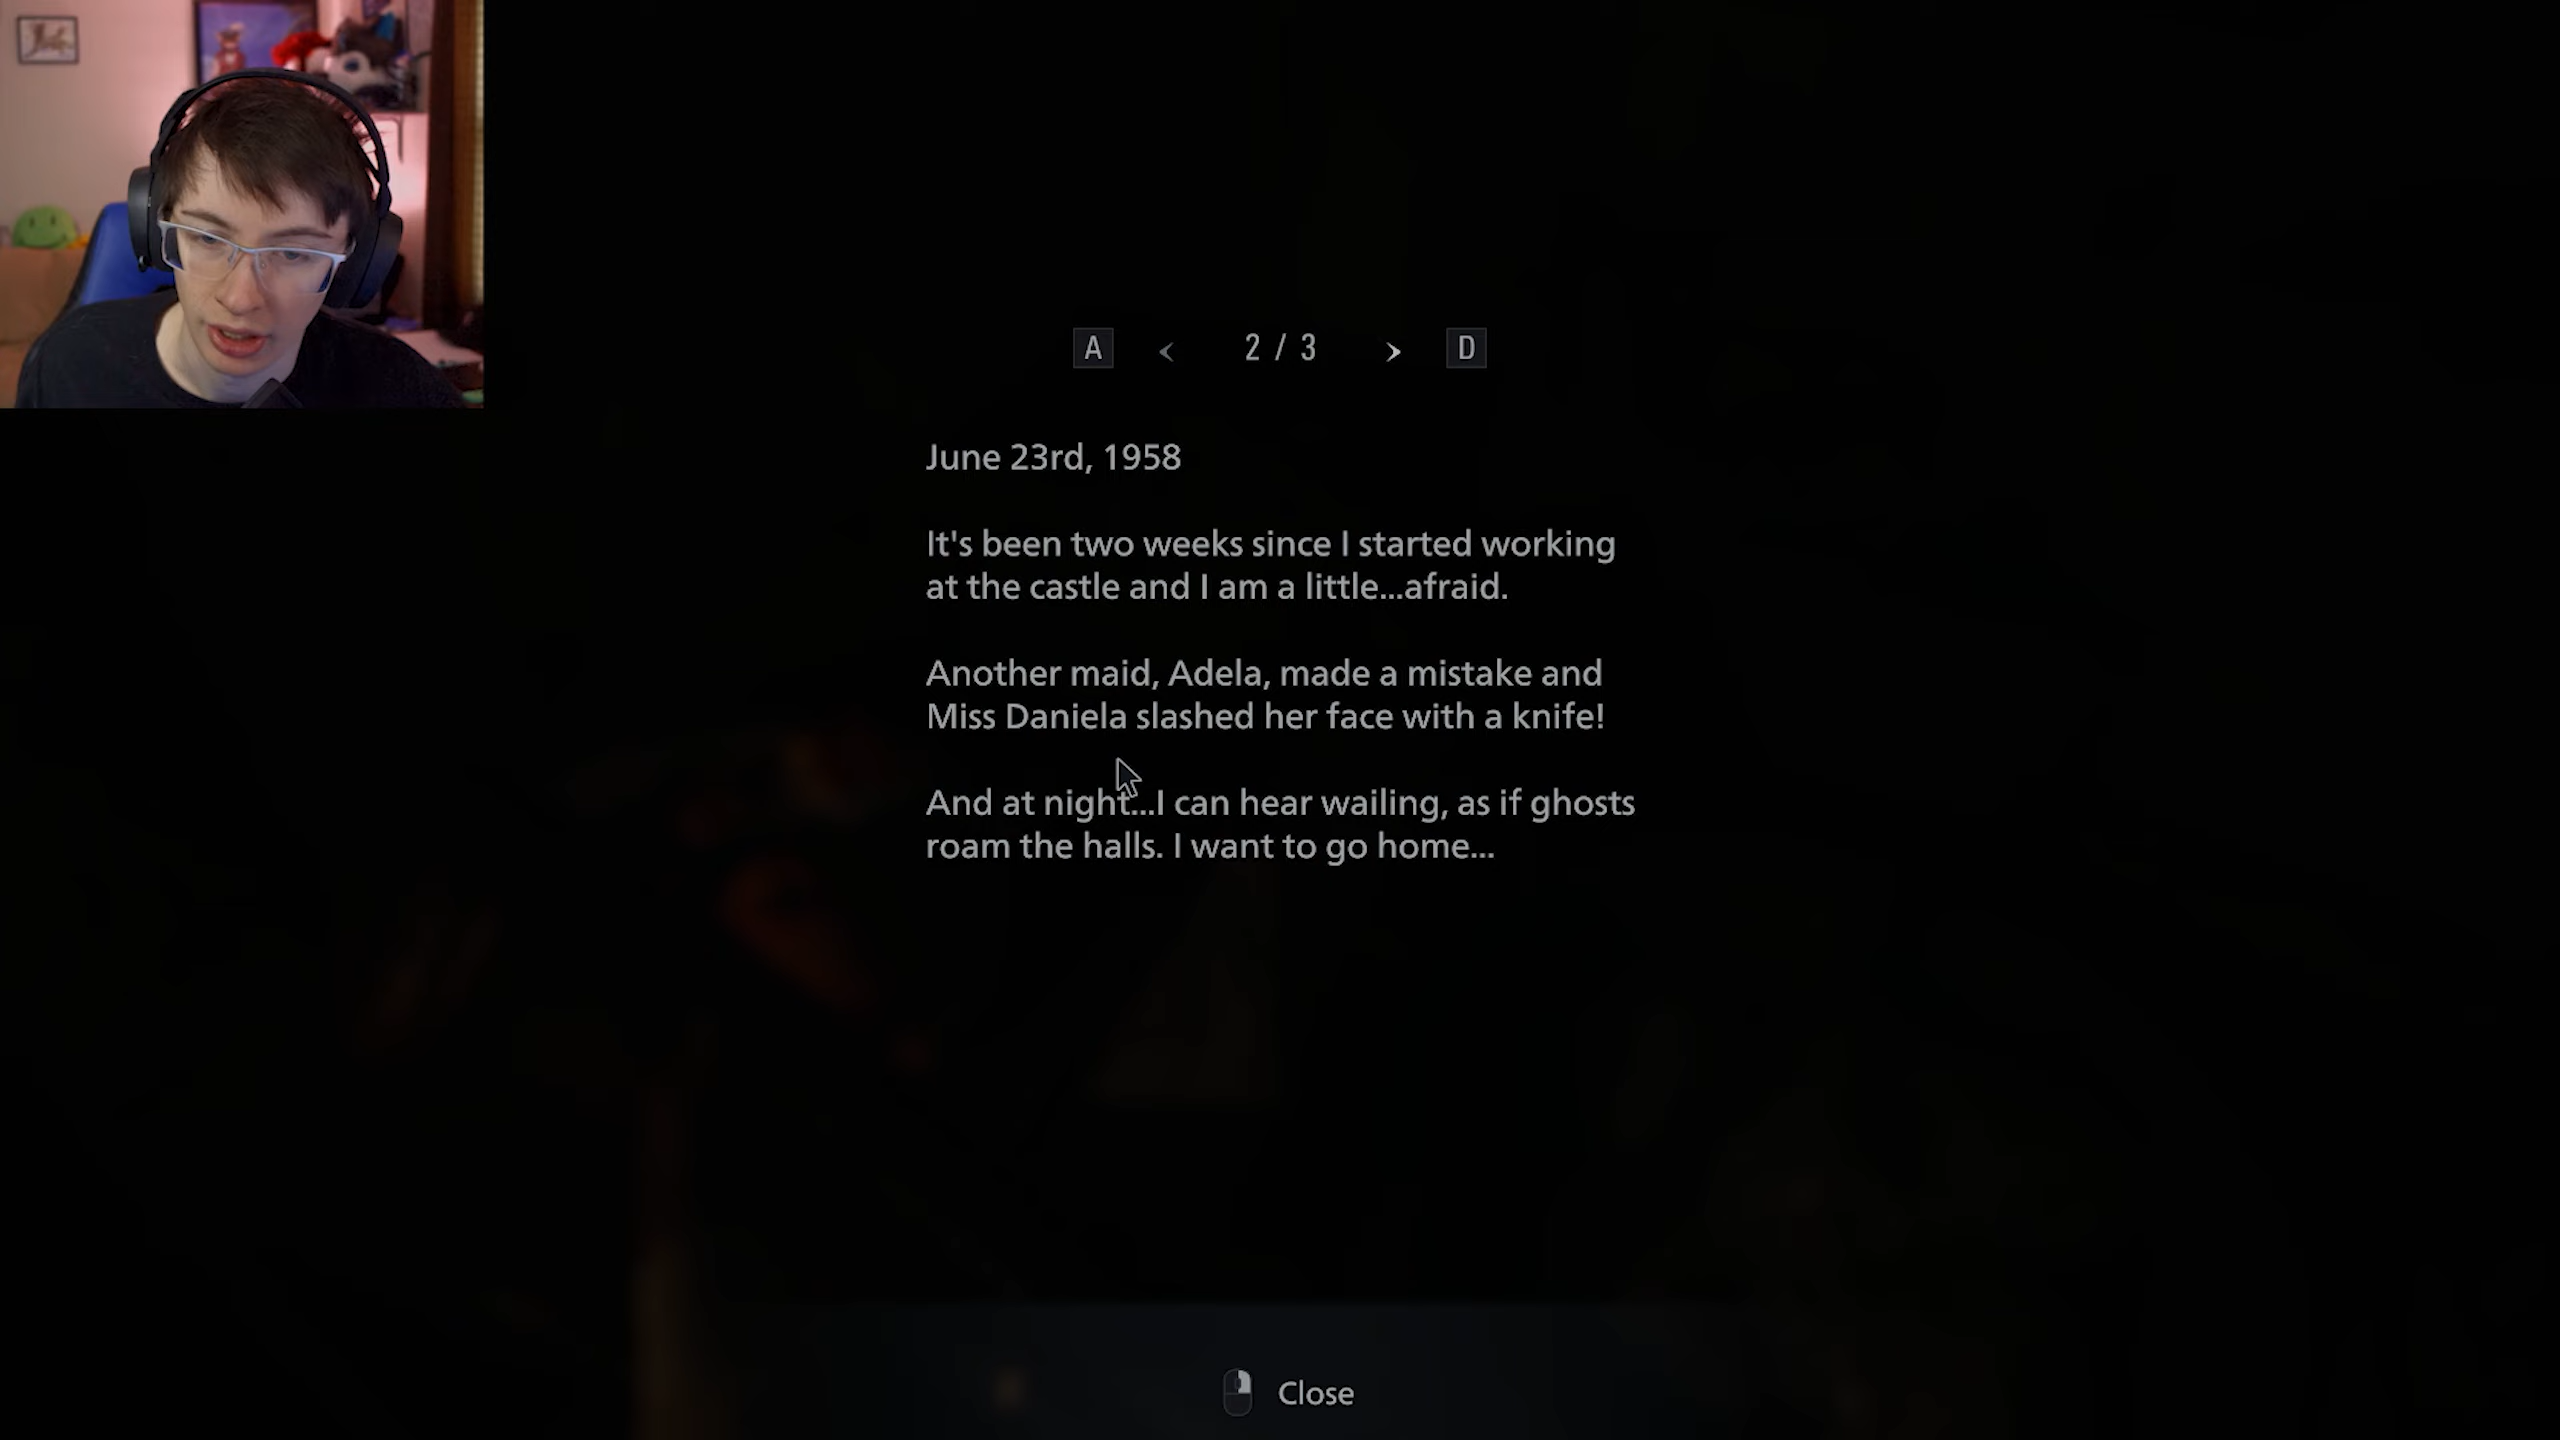 A < 2 / 3 > D
June 23rd, 1958
It's been two weeks since I started working
at the castle and I am a little...afraid.
Another maid, Adela, made a mistake and
Miss Daniela slashed her face with a knife!
And at night...I can hear wailing, as if ghosts
roam the halls. I want to go home...
Close